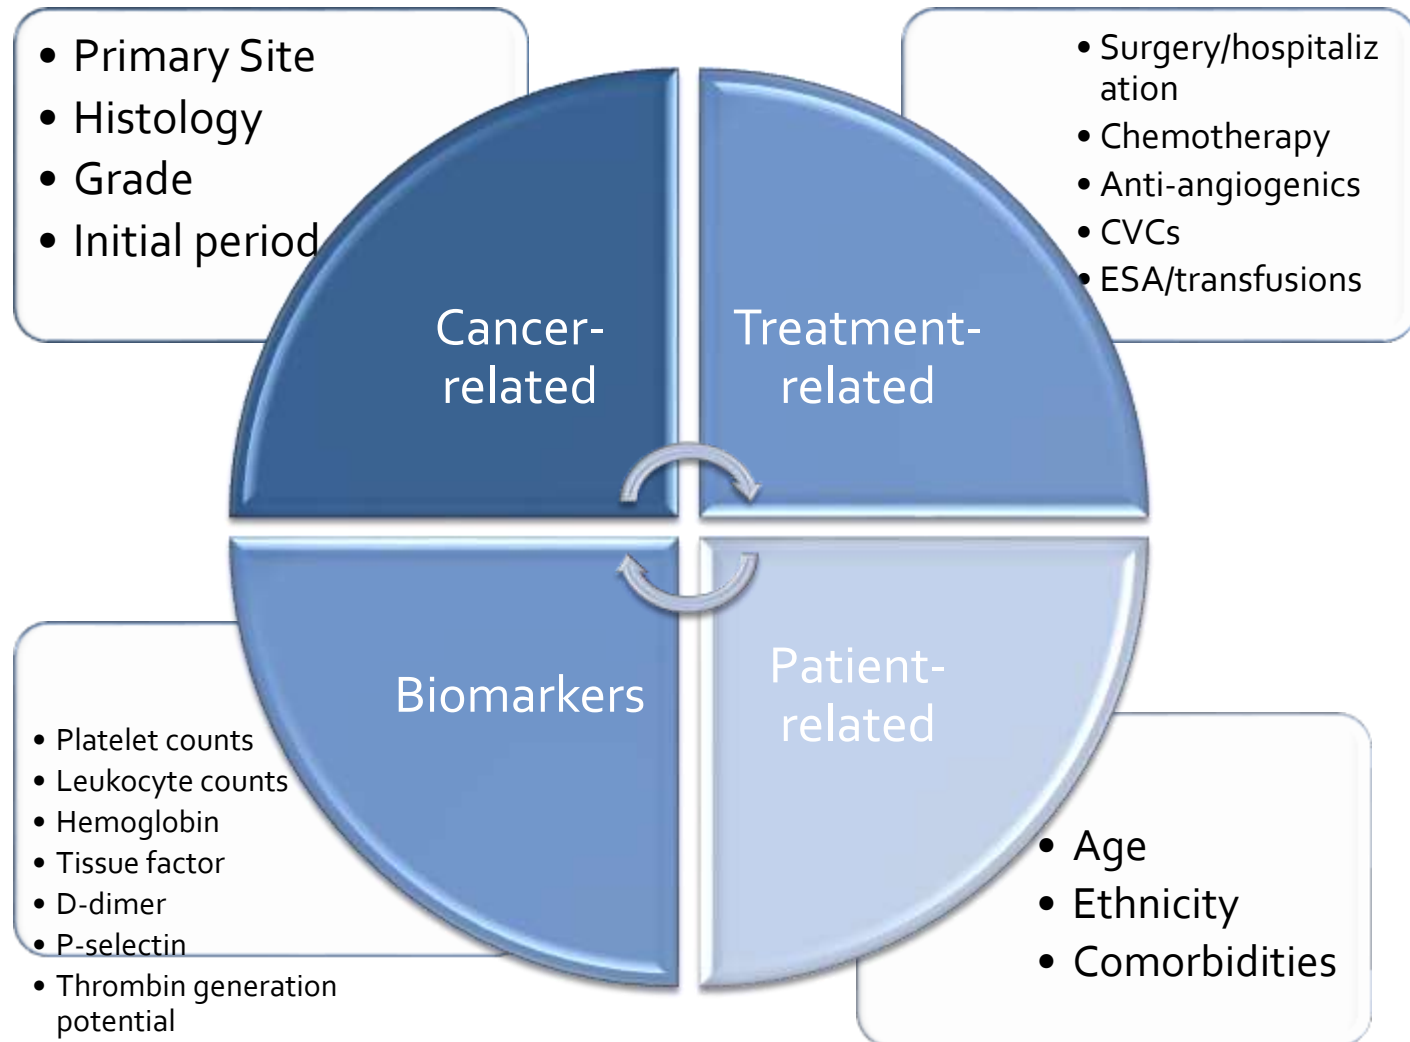 • Primary Site
• Histology
• Grade
• Initial period
• Surgery/hospitaliz
ation
• Chemotherapy
• Anti-angiogenics
• CVCs
• ESA/transfusions
Cancer-
related
Treatment-
related
Biomarkers
Patient-
related
• Platelet counts
• Leukocyte counts
• Hemoglobin
• Tissue factor
• D-dimer
• P-selectin
• Thrombin generation
potential
• Age
• Ethnicity
• Comorbidities